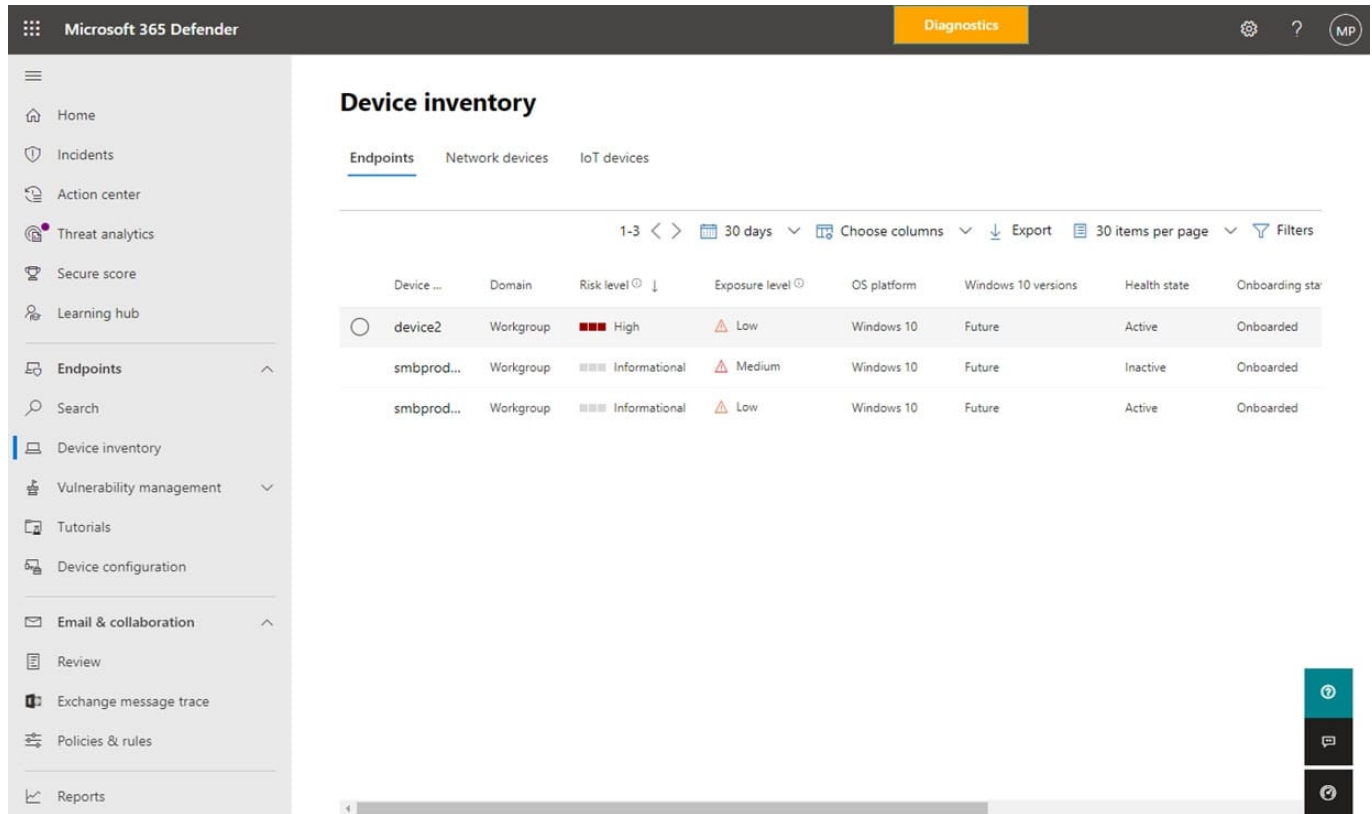 Microsoft 365 Defender
Diagnostics
?
MP
Home
Incidents
Action center
Threat analytics
Secure score
Learning hub
Endpoints
Search
Device inventory
Vulnerability management
Tutorials
Device configuration
Email & collaboration
Review
Exchange message trace
Policies & rules
Reports
Device inventory
Endpoints Network devices IoT devices
1-3 30 days Choose columns Export 30 items per page Filters
Device ... Domain Risk level Exposure level OS platform Windows 10 versions Health state Onboarding sta
device2 Workgroup High Low Windows 10 Future Active Onboarded
smbprod... Workgroup Informational Medium Windows 10 Future Inactive Onboarded
smbprod... Workgroup Informational Low Windows 10 Future Active Onboarded